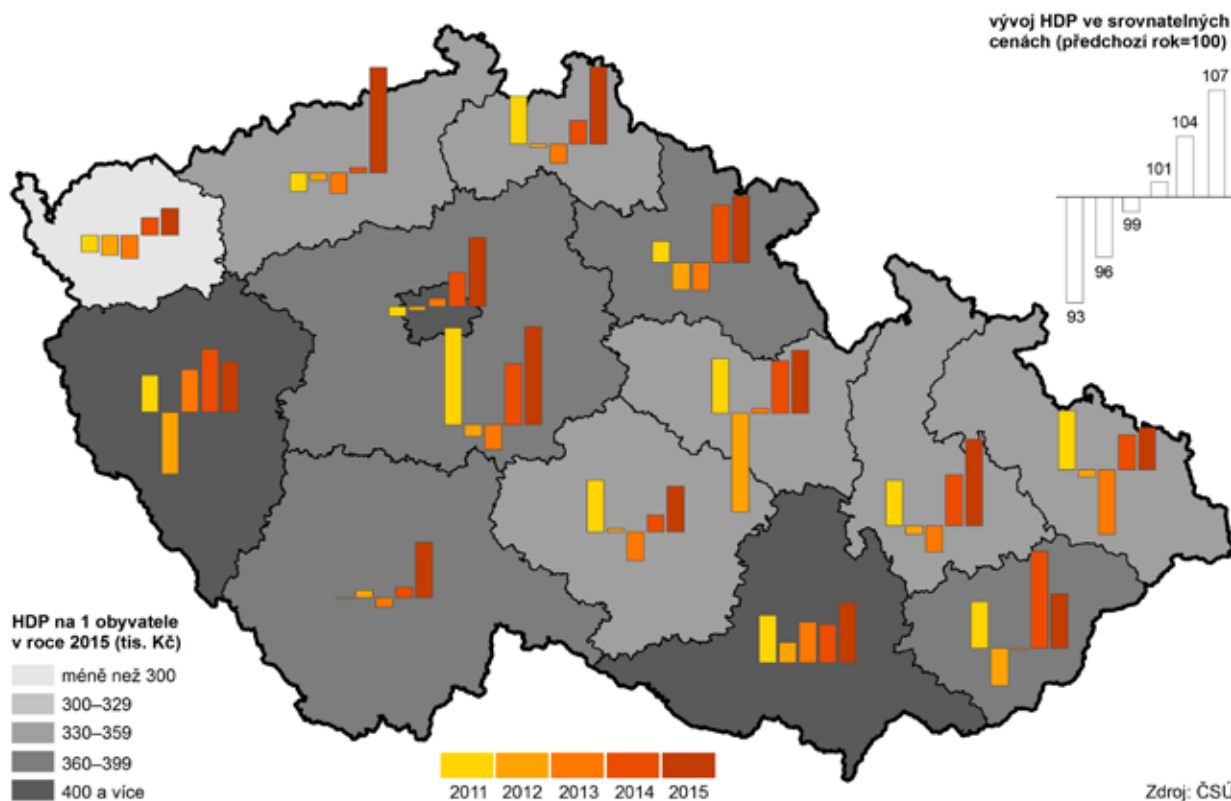 vývoj HDP ve srovnatelných
cenách (předchozí rok=100)
107
104
101
99
96
93
HDP na 1 obyvatele
v roce 2015 (tis. Kč)
méně než 300
300–329
330–359
360–399
400 a více
2011 2012 2013 2014 2015
Zdroj: ČSÚ